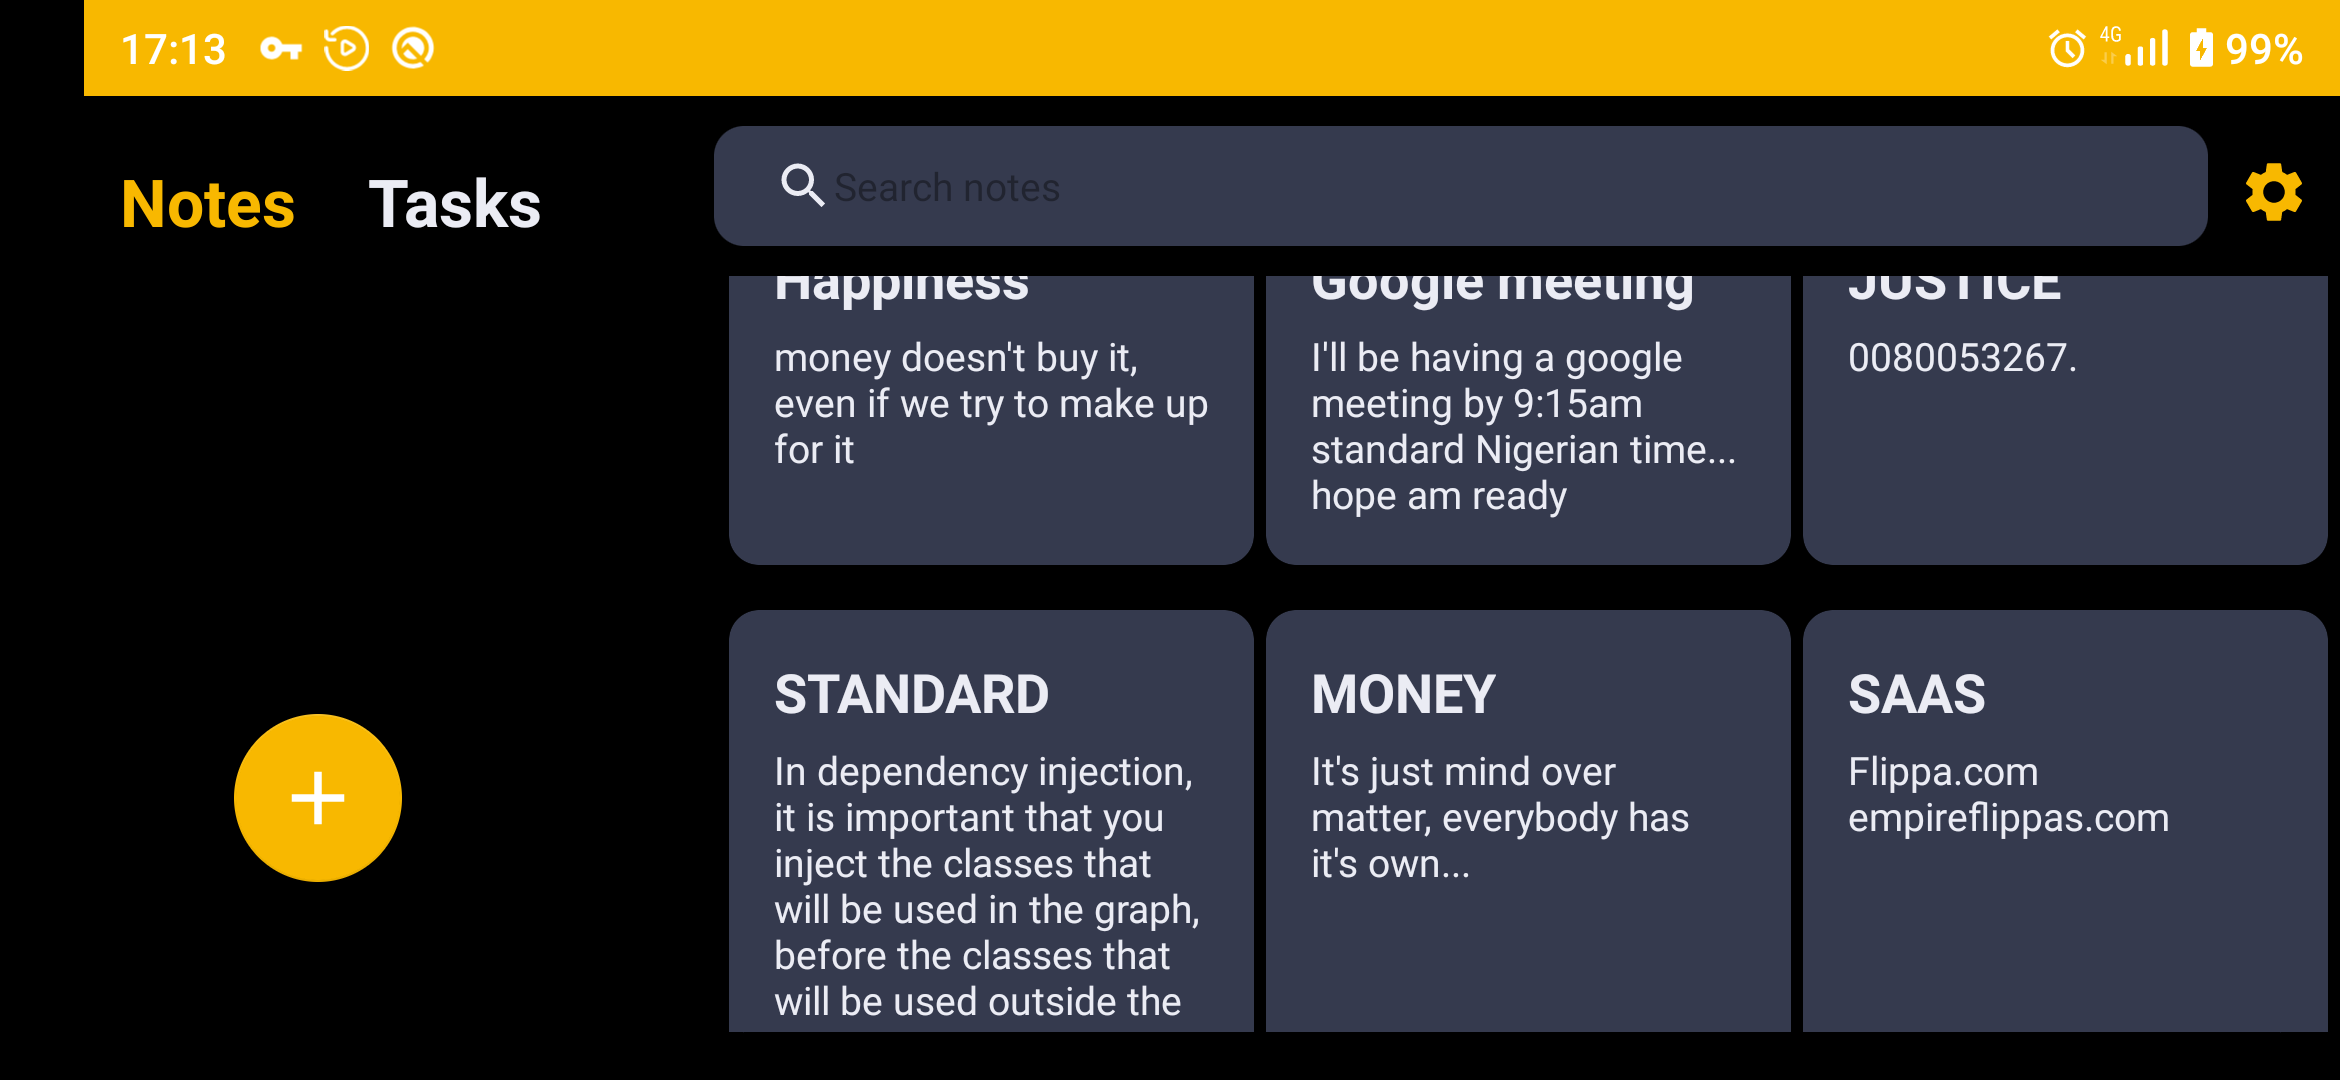 17:13
4G
99%
Notes
Tasks
Search notes
Happiness
money doesn't buy it,
even if we try to make up
for it
Google meeting
I'll be having a google
meeting by 9:15am
standard Nigerian time...
hope am ready
JUSTICE
0080053267.
STANDARD
In dependency injection,
it is important that you
inject the classes that
will be used in the graph,
before the classes that
will be used outside the
MONEY
It's just mind over
matter, everybody has
it's own...
SAAS
Flippa.com
empireflippas.com